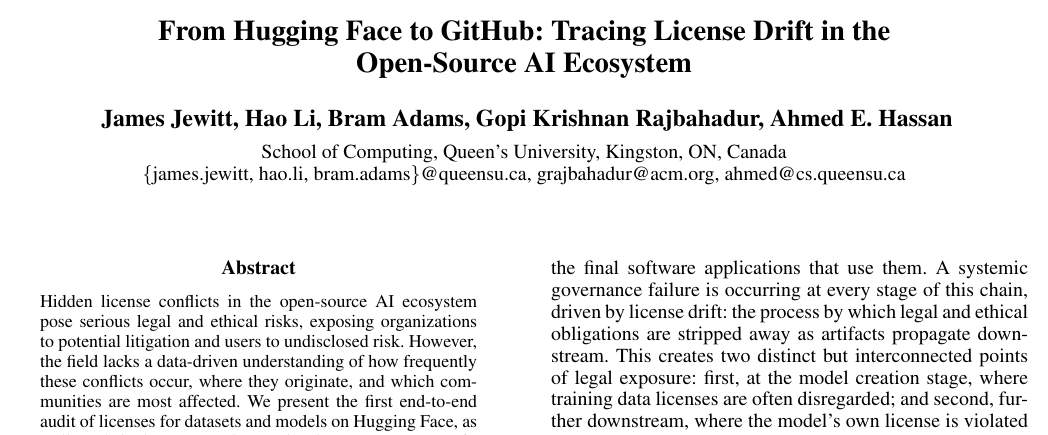 From Hugging Face to GitHub: Tracing License Drift in the
Open-Source AI Ecosystem
James Jewitt, Hao Li, Bram Adams, Gopi Krishnan Rajbahadur, Ahmed E. Hassan
School of Computing, Queen's University, Kingston, ON, Canada
{james.jewitt, hao.li, bram.adams}@queensu.ca, grajbahadur@acm.org, ahmed@cs.queensu.ca
Abstract
Hidden license conflicts in the open-source AI ecosystem
pose serious legal and ethical risks, exposing organizations
to potential litigation and users to undisclosed risk. However,
the field lacks a data-driven understanding of how frequently
these conflicts occur, where they originate, and which com-
munities are most affected. We present the first end-to-end
audit of licenses for datasets and models on Hugging Face, as
the final software applications that use them. A systemic
governance failure is occurring at every stage of this chain,
driven by license drift: the process by which legal and ethical
obligations are stripped away as artifacts propagate down-
stream. This creates two distinct but interconnected points
of legal exposure: first, at the model creation stage, where
training data licenses are often disregarded; and second, fur-
ther downstream, where the model's own license is violated